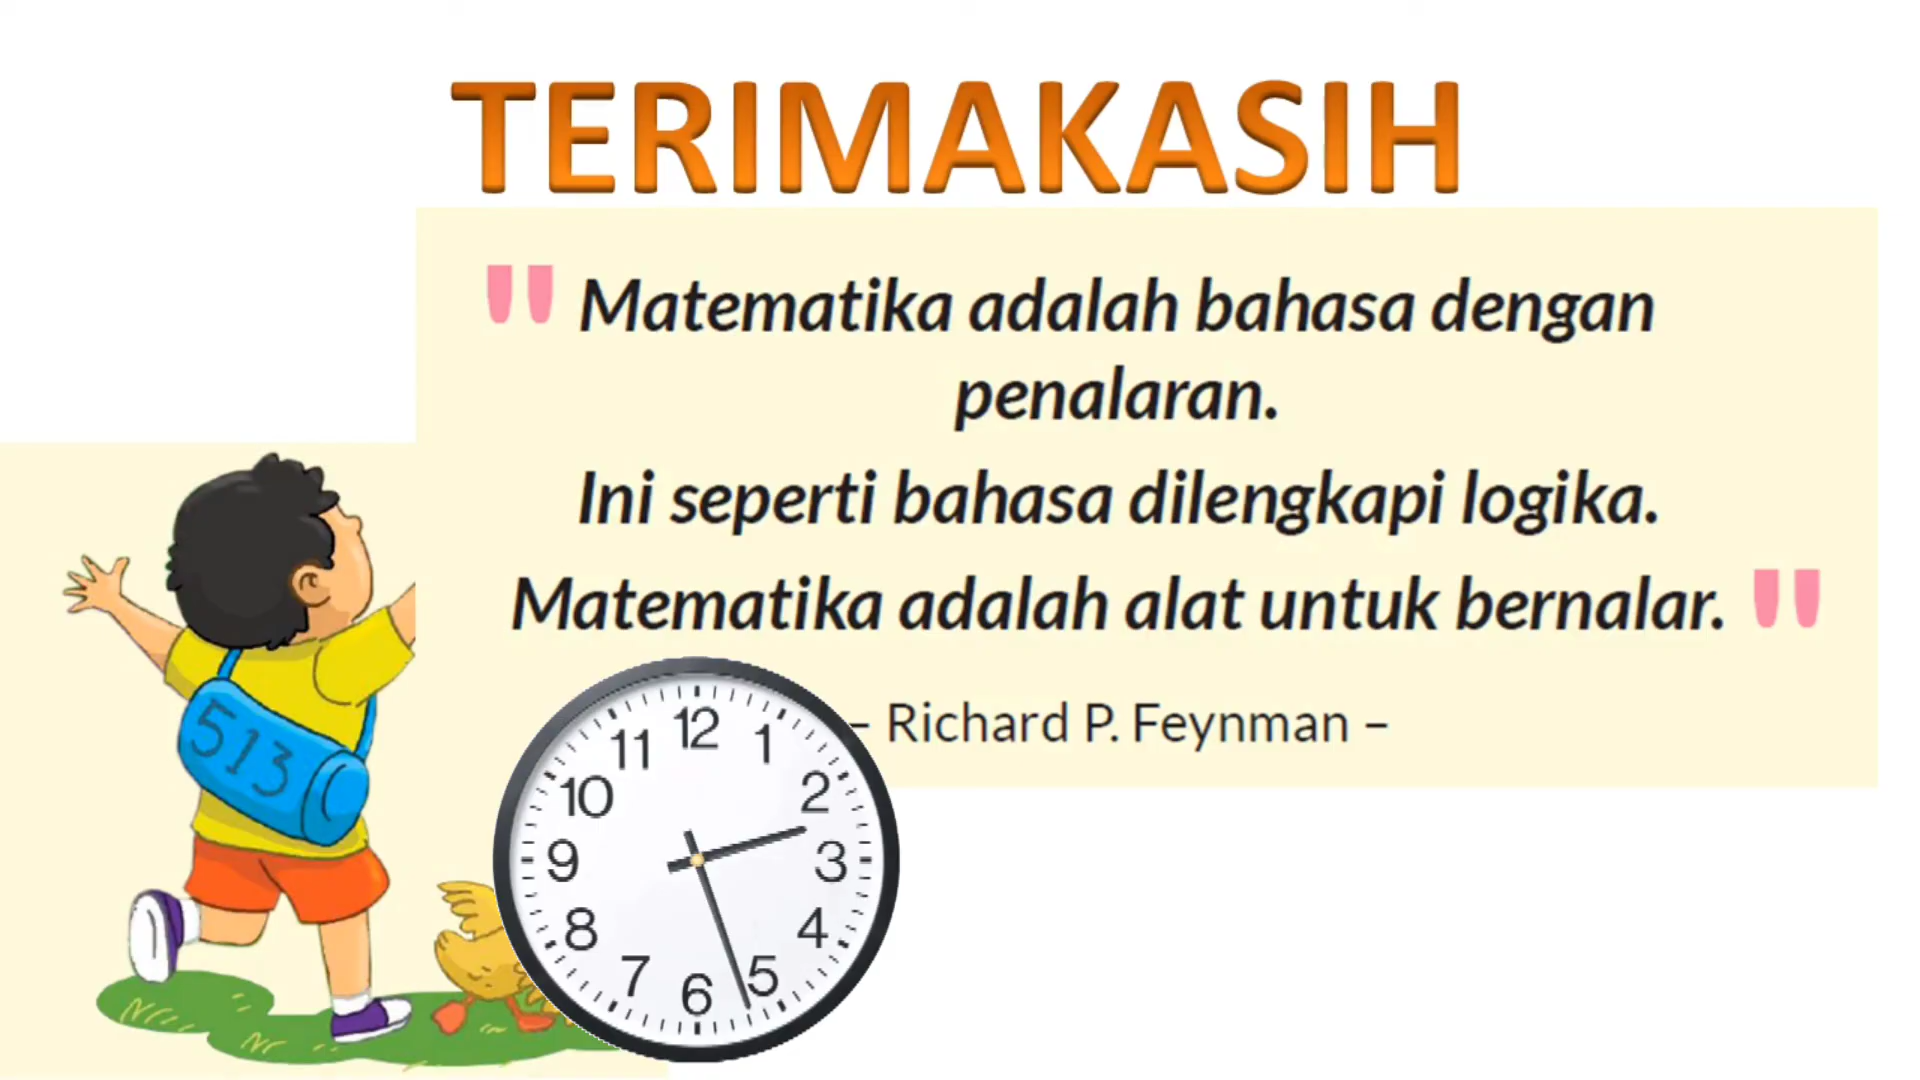 TERIMAKASIH
"Matematika adalah bahasa dengan
penalaran.
Ini seperti bahasa dilengkapi logika.
Matematika adalah alat untuk bernalar."
– Richard P. Feynman –
513
12
11
1
10
2
9
3
8
4
7
5
6